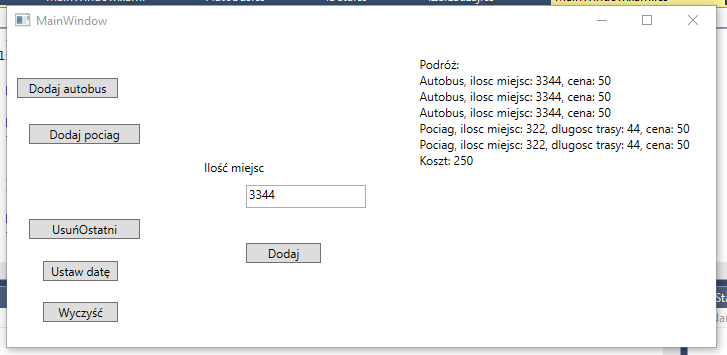 MainWindow
Dodaj autobus
Dodaj pociag
UsuńOstatni
Ustaw datę
Wyczyść
Ilość miejsc
3344
Dodaj
Podróż:
Autobus, ilosc miejsc: 3344, cena: 50
Autobus, ilosc miejsc: 3344, cena: 50
Autobus, ilosc miejsc: 3344, cena: 50
Pociag, ilosc miejsc: 322, dlugosc trasy: 44, cena: 50
Pociag, ilosc miejsc: 322, dlugosc trasy: 44, cena: 50
Koszt: 250